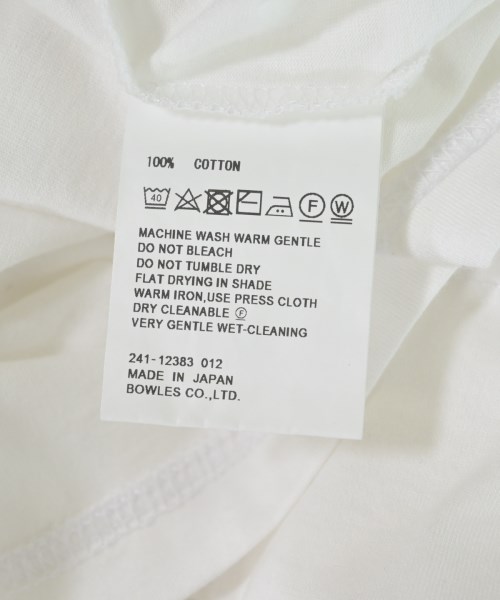 100% COTTON
40 F W
MACHINE WASH WARM GENTLE
DO NOT BLEACH
DO NOT TUMBLE DRY
FLAT DRYING IN SHADE
WARM IRON,USE PRESS CLOTH
DRY CLEANABLE Ⓕ
VERY GENTLE WET-CLEANING
241-12383 012
MADE IN JAPAN
BOWLES CO.,LTD.